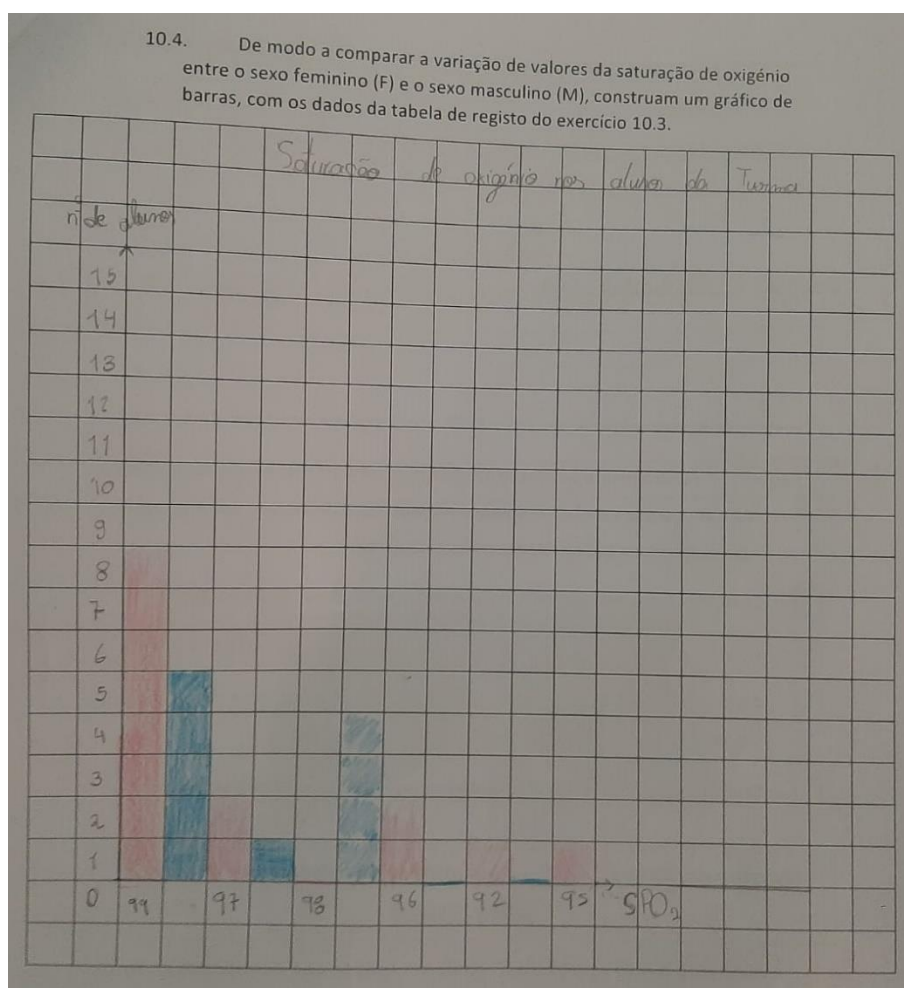 10.4. De modo a comparar a variação de valores da saturação de oxigénio
entre o sexo feminino (F) e o sexo masculino (M), construam um gráfico de
barras, com os dados da tabela de registo do exercício 10.3.
Saturação de oxigénio nos alunos da Turma
nº de alunos
15
14
13
12
11
10
9
8
7
6
5
4
3
2
1
0 99 97 98 96 92 95 SPO₂